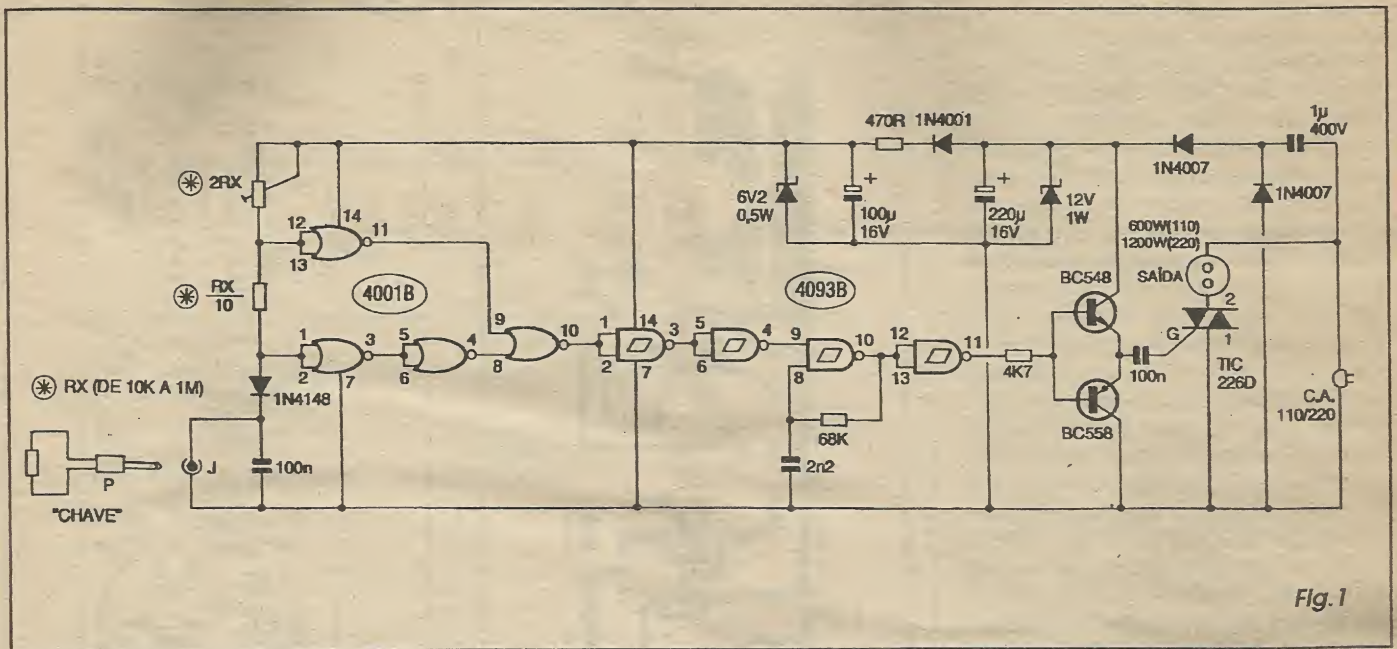 470R
1N4001
1µ
400V
1N4007
1N4007
✱ 2RX
12
13
14
11
6V2
0,5W
+
100µ
16V
+
220µ
16V
12V
1W
600W(110)
1200W(220)
SAÍDA
✱ RX
10
4001B
4093B
BC548
2
G
1
9
8
10
1
2
14
3
7
5
6
4
9
8
10
12
13
11
4K7
100n
TIC
226D
C.A.
110/220
1
2
3
7
5
6
4
✱ RX (DE 10K A 1M)
1N4148
68K
BC558
J
100n
2n2
P
"CHAVE"
Fig.1